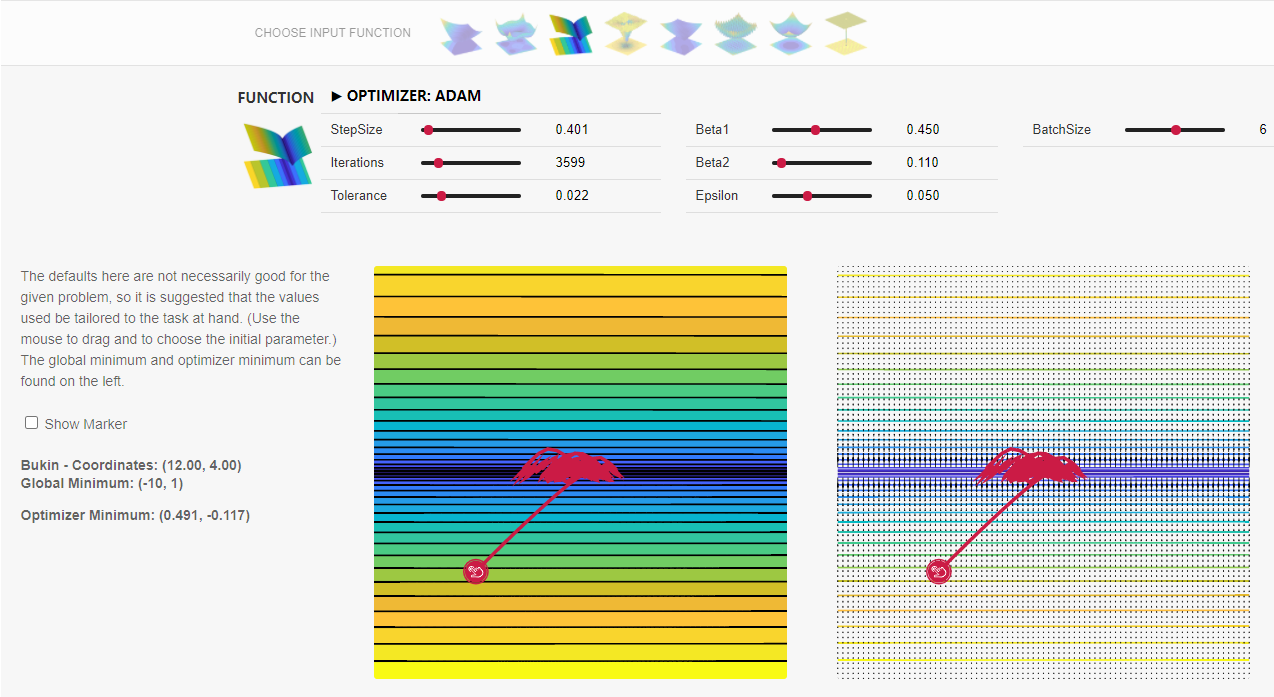 CHOOSE INPUT FUNCTION
FUNCTION
► OPTIMIZER: ADAM
StepSize 0.401 Beta1 0.450 BatchSize 6
Iterations 3599 Beta2 0.110
Tolerance 0.022 Epsilon 0.050
The defaults here are not necessarily good for the
given problem, so it is suggested that the values
used be tailored to the task at hand. (Use the
mouse to drag and to choose the initial parameter.)
The global minimum and optimizer minimum can be
found on the left.
Show Marker
Bukin - Coordinates: (12.00, 4.00)
Global Minimum: (-10, 1)
Optimizer Minimum: (0.491, -0.117)